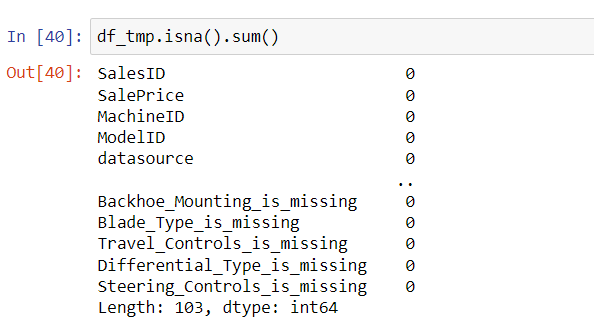 In [40]: df_tmp.isna().sum()
Out[40]: SalesID 0
SalePrice 0
MachineID 0
ModelID 0
datasource 0
..
Backhoe_Mounting_is_missing 0
Blade_Type_is_missing 0
Travel_Controls_is_missing 0
Differential_Type_is_missing 0
Steering_Controls_is_missing 0
Length: 103, dtype: int64